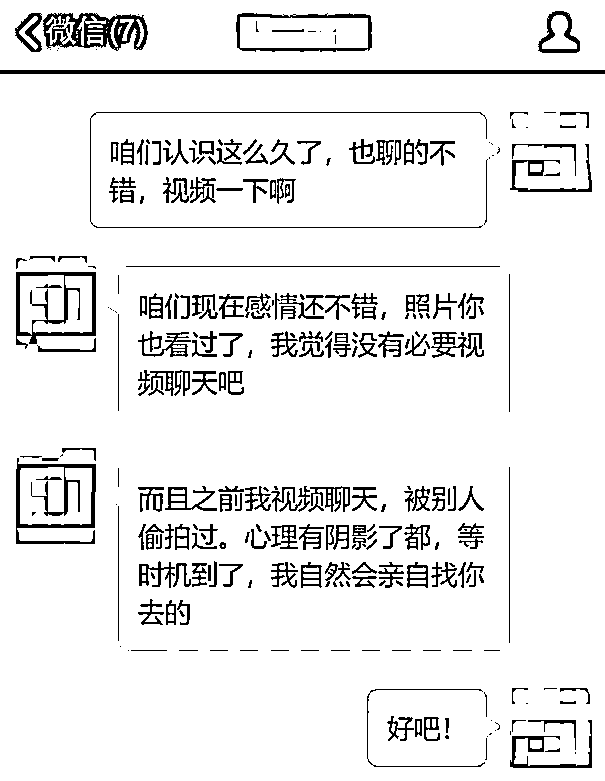 微信(7)
咱们认识这么久了，也聊的不
错，视频一下啊
咱们现在感情还不错，照片你
也看过了，我觉得没有必要视
频聊天吧
而且之前我视频聊天，被别人
偷拍过。心理有阴影了都，等
时机到了，我自然会亲自找你
去的
好吧！